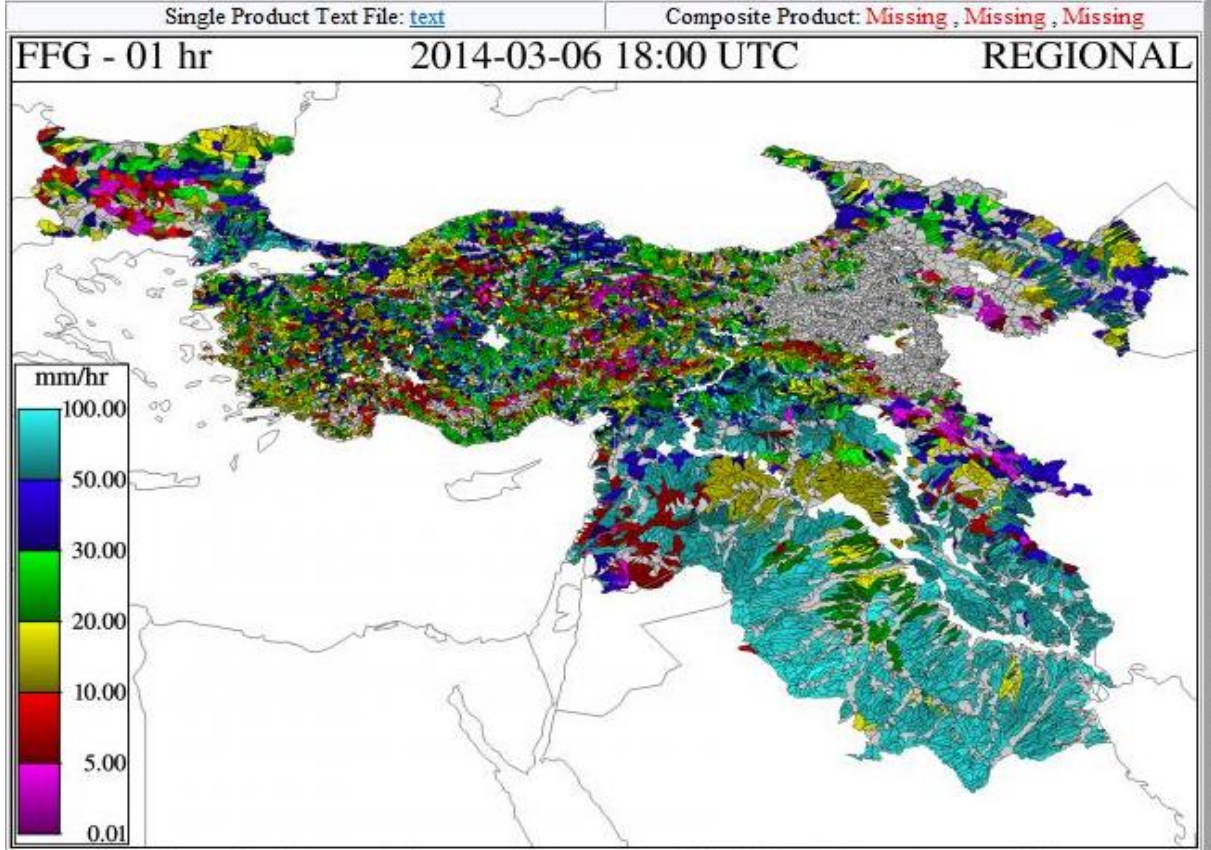 Single Product Text File: text
Composite Product: Missing , Missing , Missing
FFG - 01 hr 2014-03-06 18:00 UTC REGIONAL
mm/hr
100.00
50.00
30.00
20.00
10.00
5.00
0.01